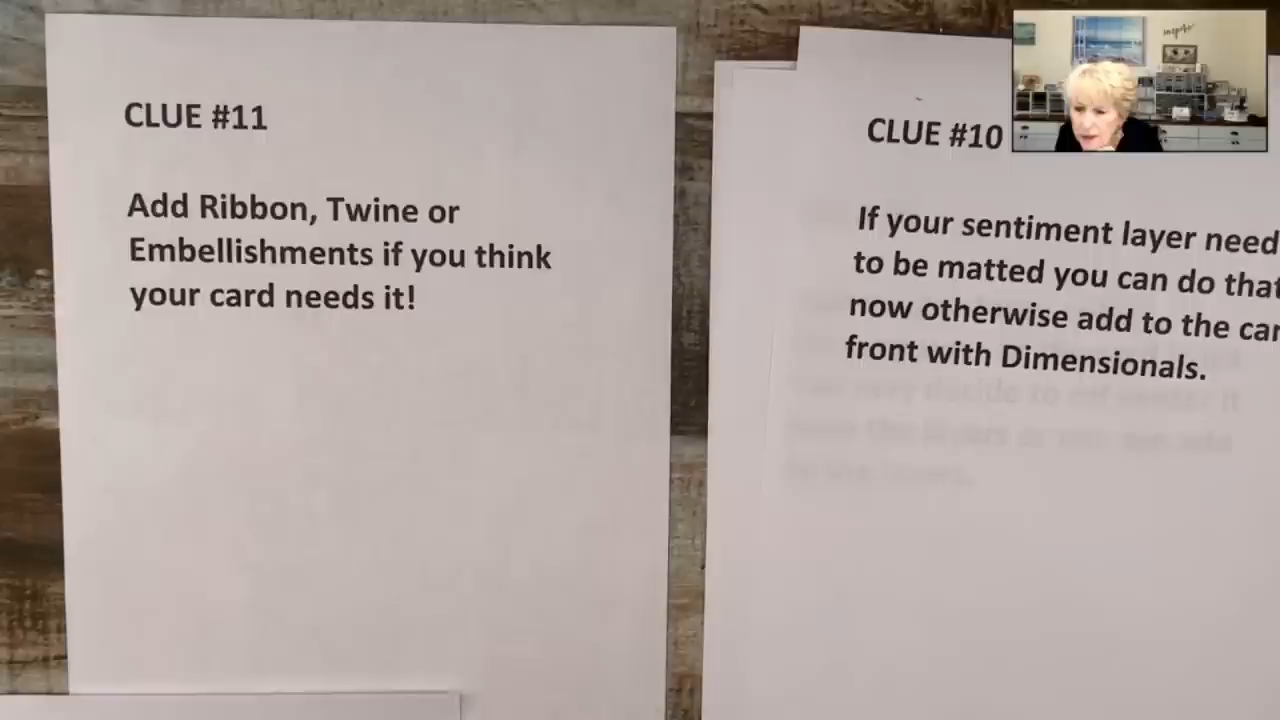 CLUE #11
Add Ribbon, Twine or
Embellishments if you think
your card needs it!
CLUE #10
If your sentiment layer need
to be matted you can do that
now otherwise add to the car
front with Dimensionals.
inspire